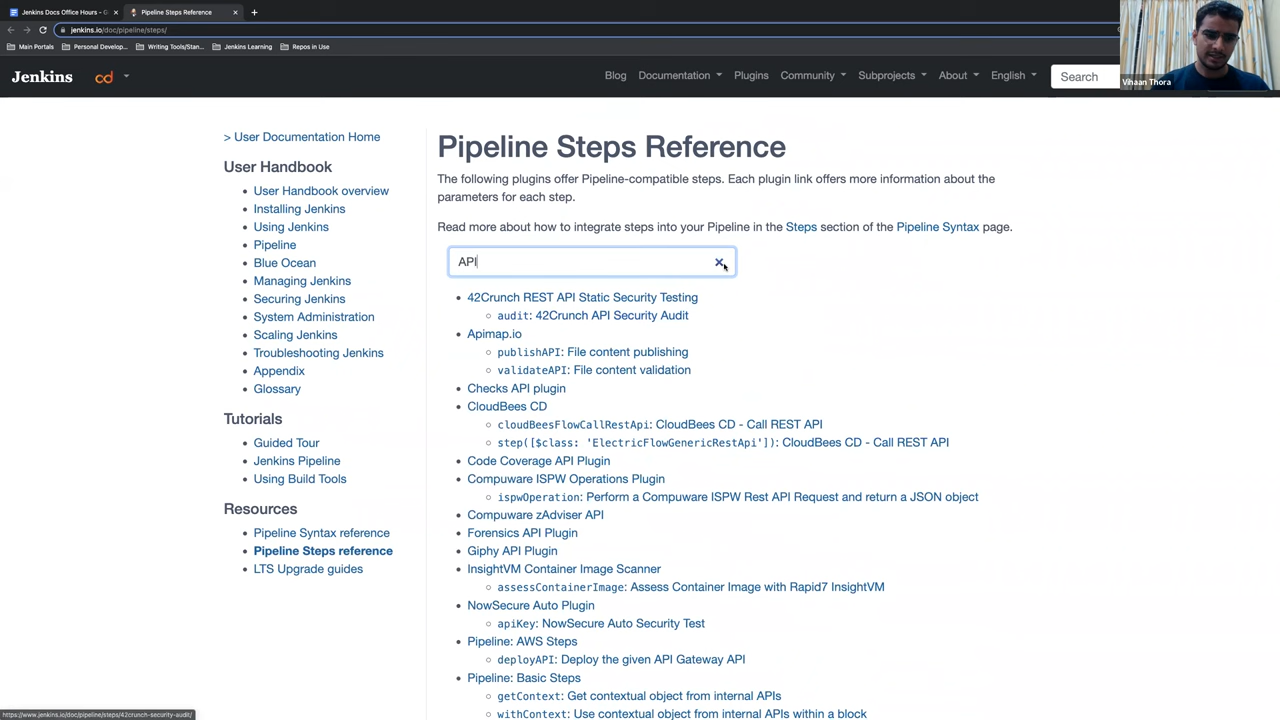 Jenkins Docs Office Hours - G
Pipeline Steps Reference
jenkins.io/doc/pipeline/steps/
Main Portals
Personal Develop...
Writing Tools/Stan...
Jenkins Learning
Repos in Use
Jenkins
cd
Blog
Documentation
Plugins
Community
Subprojects
About
English
Search
Vihaan Thora
> User Documentation Home
User Handbook
User Handbook overview
Installing Jenkins
Using Jenkins
Pipeline
Blue Ocean
Managing Jenkins
Securing Jenkins
System Administration
Scaling Jenkins
Troubleshooting Jenkins
Appendix
Glossary
Tutorials
Guided Tour
Jenkins Pipeline
Using Build Tools
Resources
Pipeline Syntax reference
Pipeline Steps reference
LTS Upgrade guides
Pipeline Steps Reference
The following plugins offer Pipeline-compatible steps. Each plugin link offers more information about the
parameters for each step.
Read more about how to integrate steps into your Pipeline in the Steps section of the Pipeline Syntax page.
API
42Crunch REST API Static Security Testing
audit: 42Crunch API Security Audit
Apimap.io
publishAPI: File content publishing
validateAPI: File content validation
Checks API plugin
CloudBees CD
cloudBeesFlowCallRestApi: CloudBees CD - Call REST API
step([$class: 'ElectricFlowGenericRestApi']): CloudBees CD - Call REST API
Code Coverage API Plugin
Compuware ISPW Operations Plugin
ispwOperation: Perform a Compuware ISPW Rest API Request and return a JSON object
Compuware zAdviser API
Forensics API Plugin
Giphy API Plugin
InsightVM Container Image Scanner
assessContainerImage: Assess Container Image with Rapid7 InsightVM
NowSecure Auto Plugin
apiKey: NowSecure Auto Security Test
Pipeline: AWS Steps
deployAPI: Deploy the given API Gateway API
Pipeline: Basic Steps
getContext: Get contextual object from internal APIs
withContext: Use contextual object from internal APIs within a block
https://www.jenkins.io/doc/pipeline/steps/42crunch-security-audit/